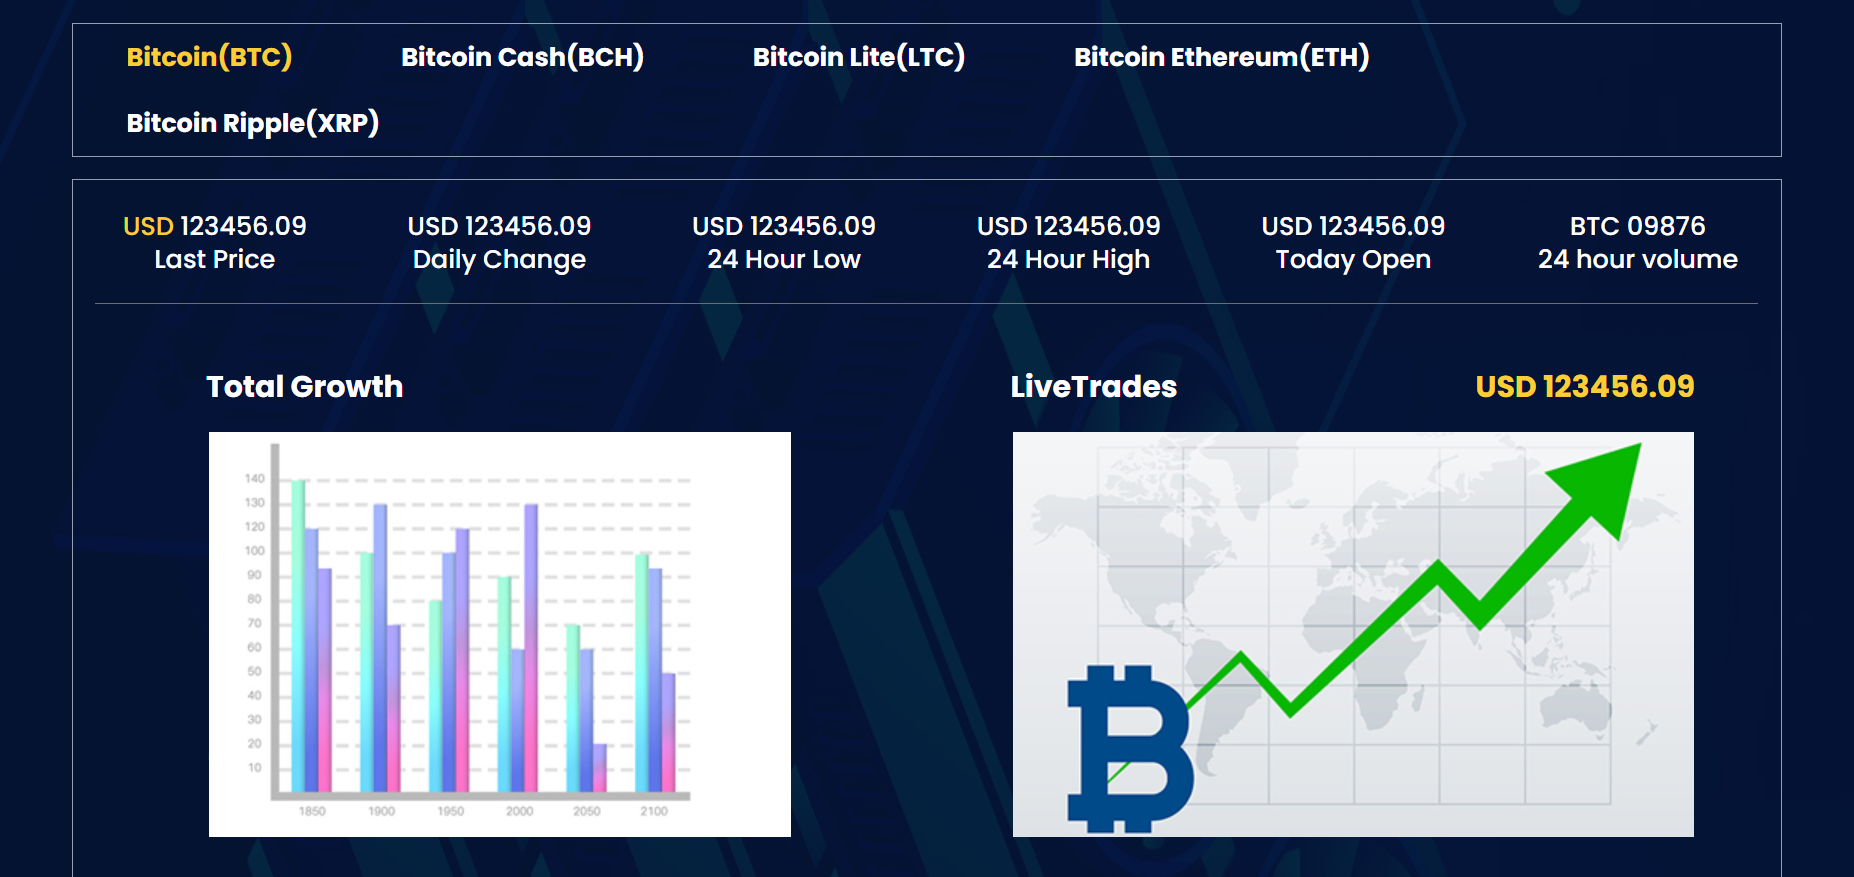 Bitcoin(BTC) Bitcoin Cash(BCH) Bitcoin Lite(LTC) Bitcoin Ethereum(ETH)
Bitcoin Ripple(XRP)
USD 123456.09 USD 123456.09 USD 123456.09 USD 123456.09 USD 123456.09 BTC 09876
Last Price Daily Change 24 Hour Low 24 Hour High Today Open 24 hour volume
Total Growth
140
130
120
100
90
80
70
60
50
40
30
20
10
1850 1900 1950 2000 2050 2100
LiveTrades USD 123456.09